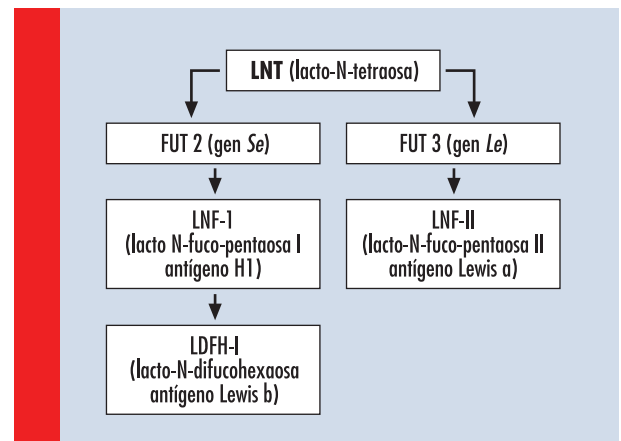 LNT (lacto-N-tetraosa)
FUT 2 (gen Se)
FUT 3 (gen Le)
LNF-1
(lacto N-fuco-pentaosa I
antígeno H1)
LNF-II
(lacto-N-fuco-pentaosa II
antígeno Lewis a)
LDFH-I
(lacto-N-difucohexaosa
antígeno Lewis b)